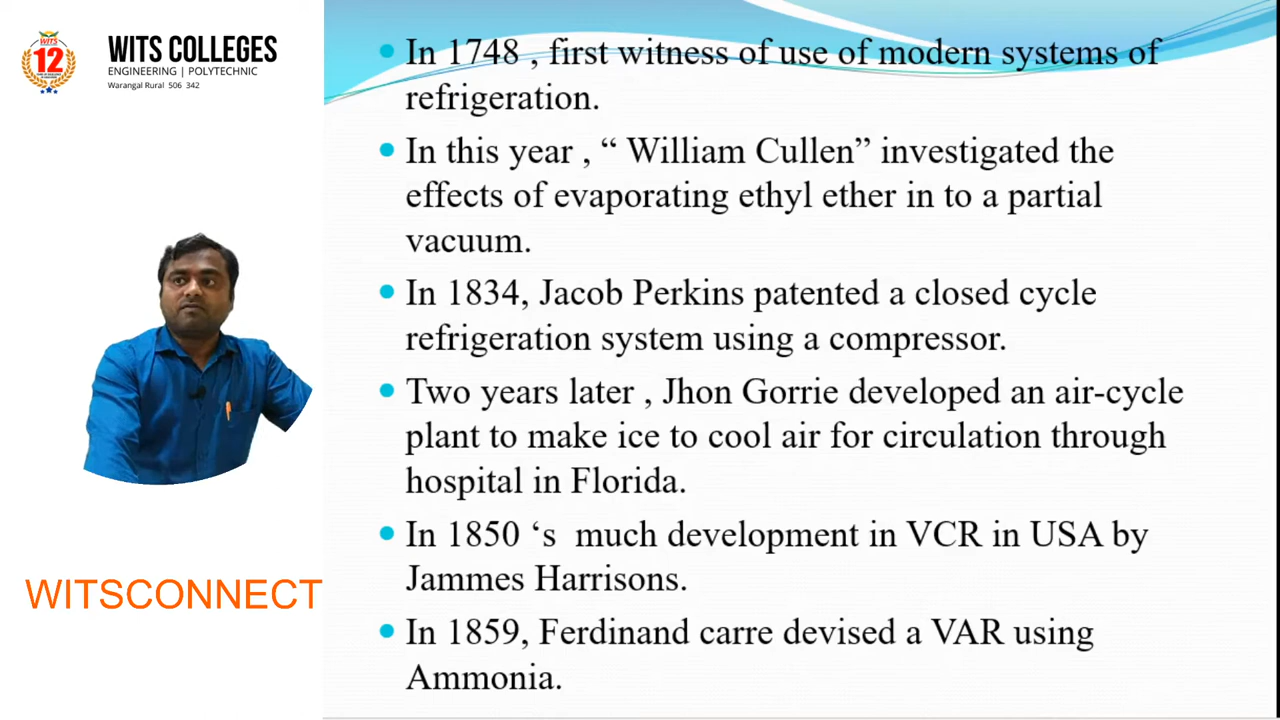 WITS
12
WITS COLLEGES
ENGINEERING | POLYTECHNIC
Warangal Rural 506 342
WITSCONNECT
• In 1748 , first witness of use of modern systems of
refrigeration.
• In this year , “ William Cullen” investigated the
effects of evaporating ethyl ether in to a partial
vacuum.
• In 1834, Jacob Perkins patented a closed cycle
refrigeration system using a compressor.
• Two years later , Jhon Gorrie developed an air-cycle
plant to make ice to cool air for circulation through
hospital in Florida.
• In 1850 ‘s  much development in VCR in USA by
Jammes Harrisons.
• In 1859, Ferdinand carre devised a VAR using
Ammonia.